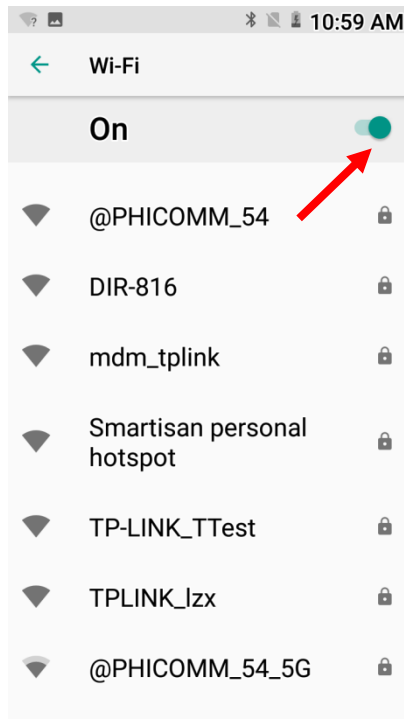 10:59 AM
Wi-Fi
On
@PHICOMM_54
DIR-816
mdm_tplink
Smartisan personal
hotspot
TP-LINK_TTest
TPLINK_lzx
@PHICOMM_54_5G